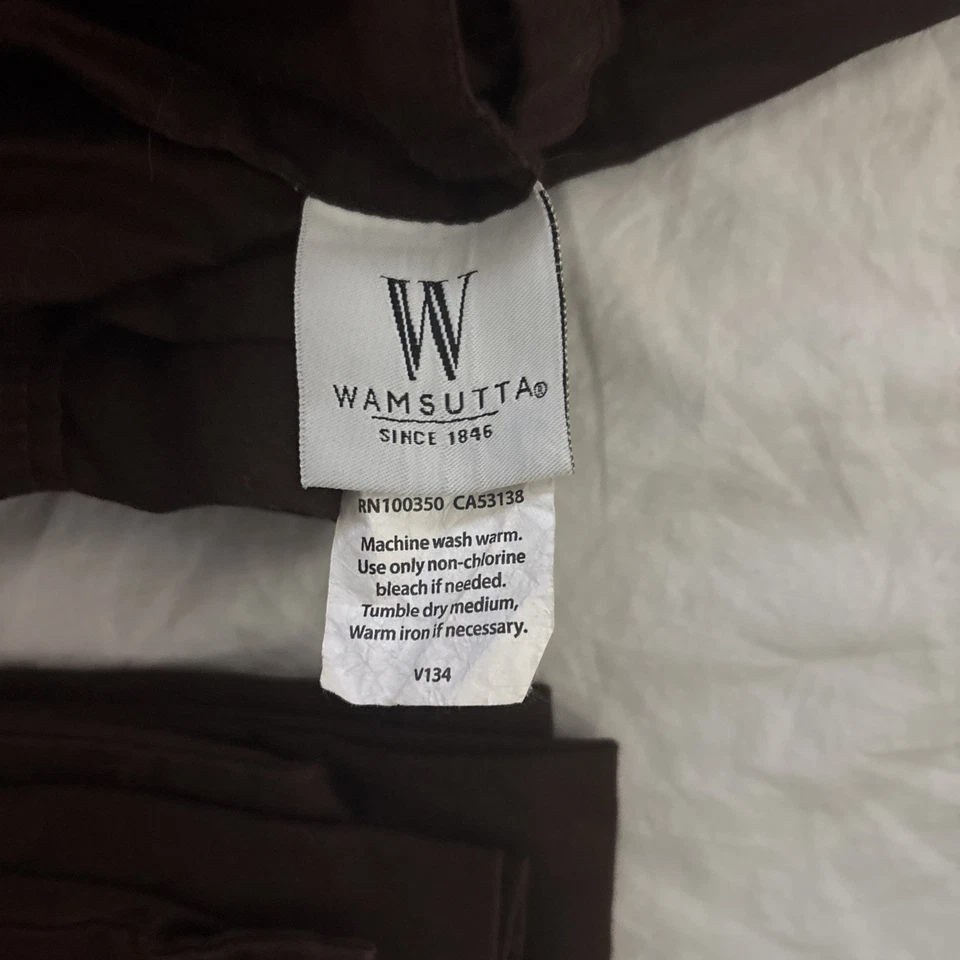 W
WAMSUTTA®
SINCE 1846
RN100350 CA53138
Machine wash warm.
Use only non-chlorine
bleach if needed.
Tumble dry medium,
Warm iron if necessary.
V134